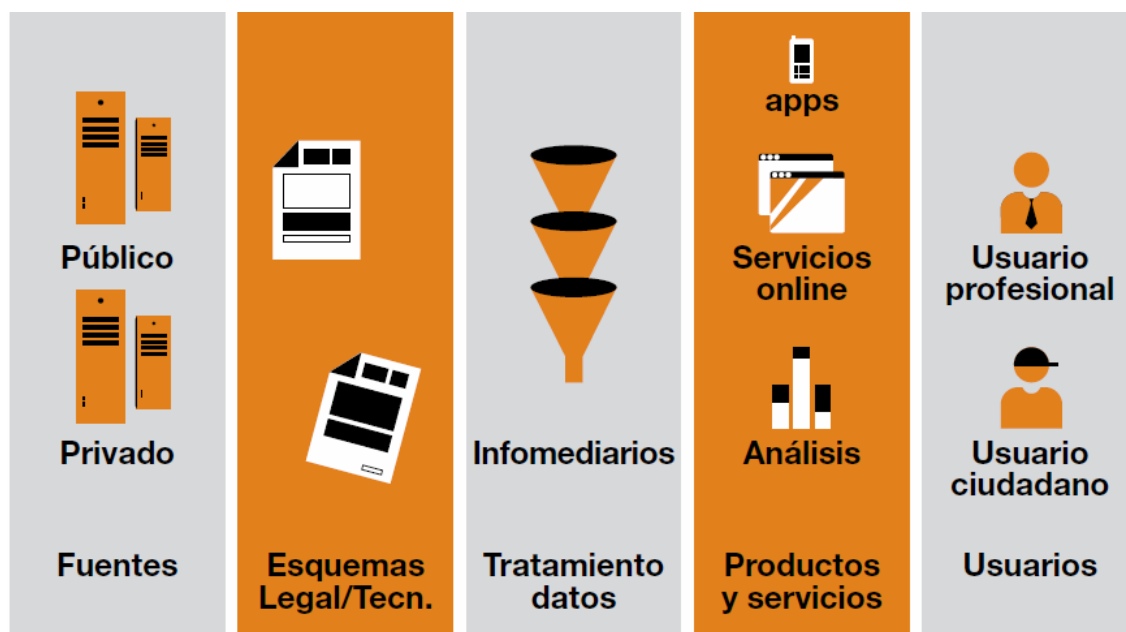 Público
Privado
Fuentes
Esquemas
Legal/Tecn.
Infomediarios
Tratamiento
datos
apps
Servicios
online
Análisis
Productos
y servicios
Usuario
profesional
Usuario
ciudadano
Usuarios